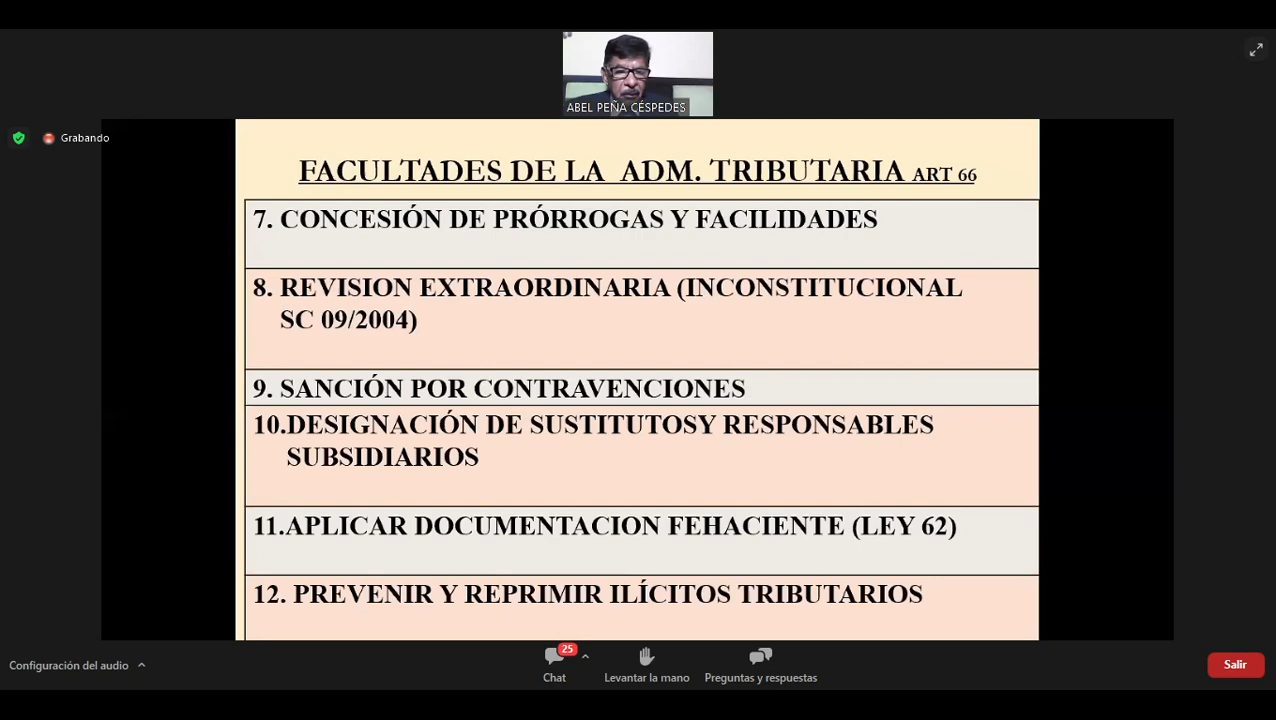 ABEL PEÑA CÉSPEDES
Grabando
FACULTADES DE LA ADM. TRIBUTARIA ART 66
7. CONCESIÓN DE PRÓRROGAS Y FACILIDADES
8. REVISION EXTRAORDINARIA (INCONSTITUCIONAL
SC 09/2004)
9. SANCIÓN POR CONTRAVENCIONES
10.DESIGNACIÓN DE SUSTITUTOSY RESPONSABLES
SUBSIDIARIOS
11.APLICAR DOCUMENTACION FEHACIENTE (LEY 62)
12. PREVENIR Y REPRIMIR ILÍCITOS TRIBUTARIOS
Configuración del audio
25
Chat
Levantar la mano
Preguntas y respuestas
Salir